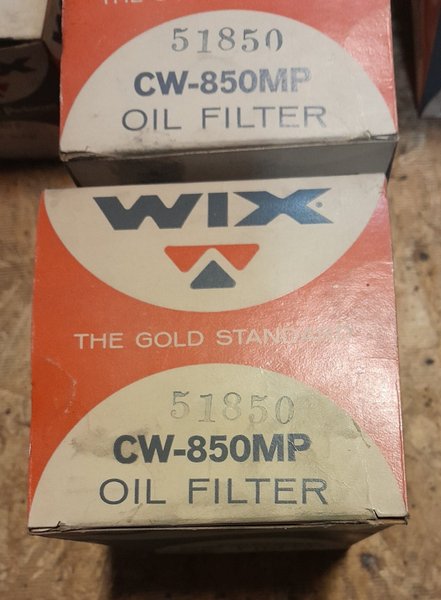 51850
CW-850MP
OIL FILTER
WIX®
THE GOLD STANDARD
51850
CW-850MP
OIL FILTER